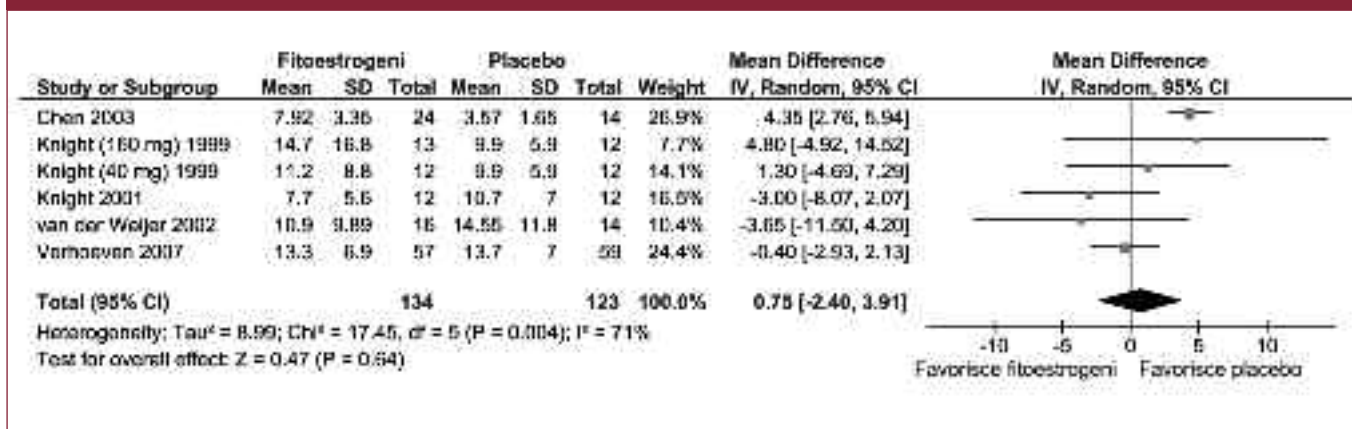 Fitoestrogeni Placebo Mean Difference Mean Difference
Study or Subgroup Mean SD Total Mean SD Total Weight IV, Random, 95% CI IV, Random, 95% CI
Chen 2003 7.92 3.35 24 3.57 1.65 14 26.9% 4.35 [2.76, 5.94]
Knight (160 mg) 1999 14.7 16.8 13 9.9 5.9 12 7.7% 4.80 [-4.92, 14.52]
Knight (40 mg) 1999 11.2 8.8 12 9.9 5.9 12 14.1% 1.30 [-4.69, 7.29]
Knight 2001 7.7 5.6 12 10.7 7 12 16.5% -3.00 [-8.07, 2.07]
van der Weijer 2002 10.9 9.89 16 14.55 11.8 14 10.4% -3.65 [-11.50, 4.20]
Verhoeven 2007 13.3 6.9 57 13.7 7 59 24.4% -0.40 [-2.93, 2.13]
Total (95% CI) 134 123 100.0% 0.75 [-2.40, 3.91]
Heterogeneity: Tau² = 8.99; Chi² = 17.45, df = 5 (P = 0.004); I² = 71%
Test for overall effect: Z = 0.47 (P = 0.64)
-10 -5 0 5 10
Favorisce fitoestrogeni Favorisce placebo